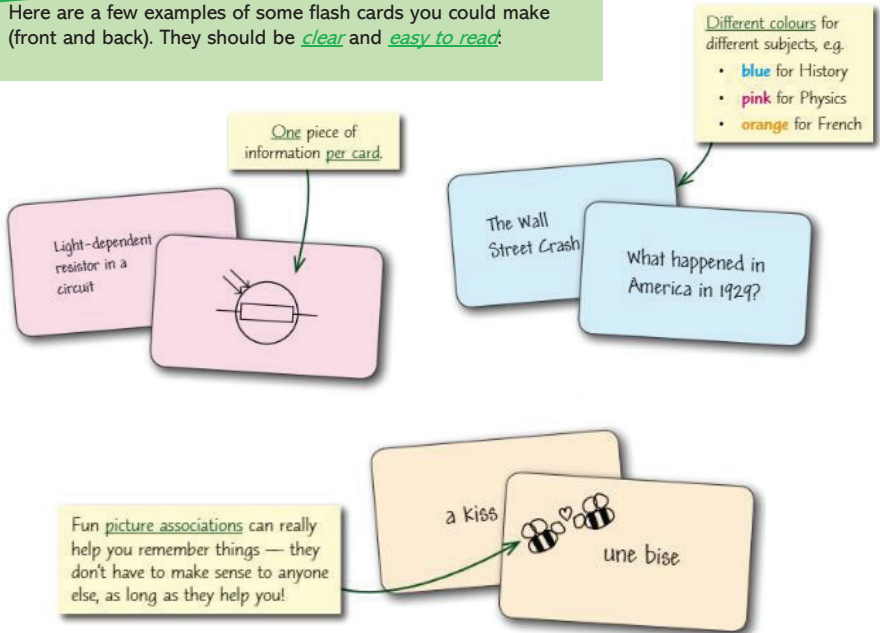 Here are a few examples of some flash cards you could make
(front and back). They should be clear and easy to read:
Different colours for
different subjects, e.g.
• blue for History
• pink for Physics
• orange for French
One piece of
information per card.
Light-dependent
resistor in a
circuit
The Wall
Street Crash
What happened in
America in 1929?
Fun picture associations can really
help you remember things — they
don't have to make sense to anyone
else, as long as they help you!
a kiss
une bise